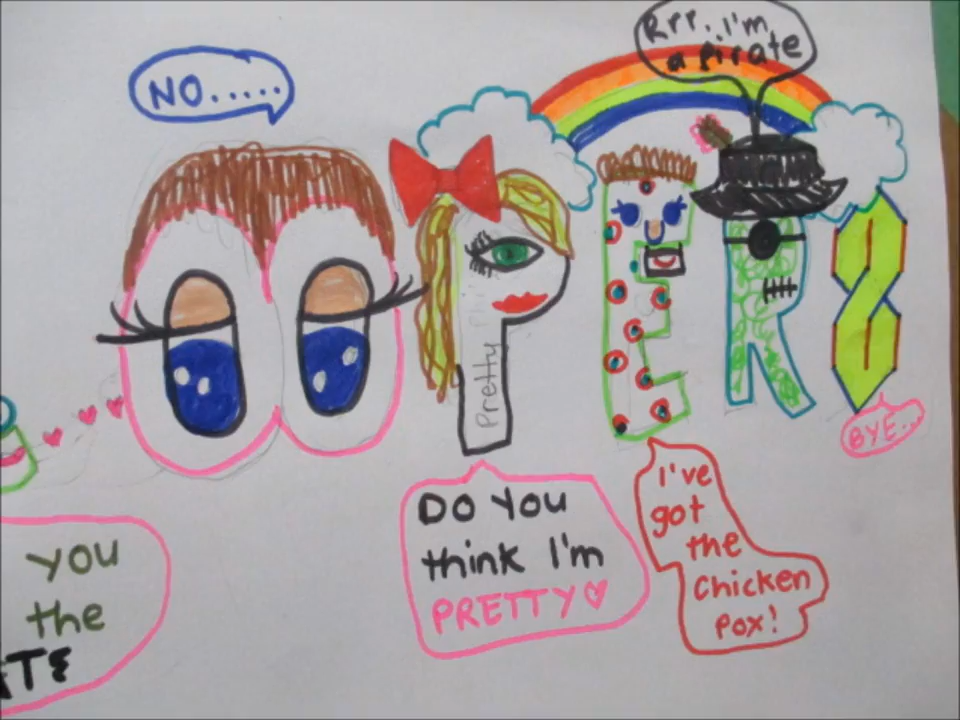 NO.....
Rrr, I'm
a pirate
Pretty
Do you
think I'm
PRETTY
I've
got
the
chicken
pox!
BYE...
you
the